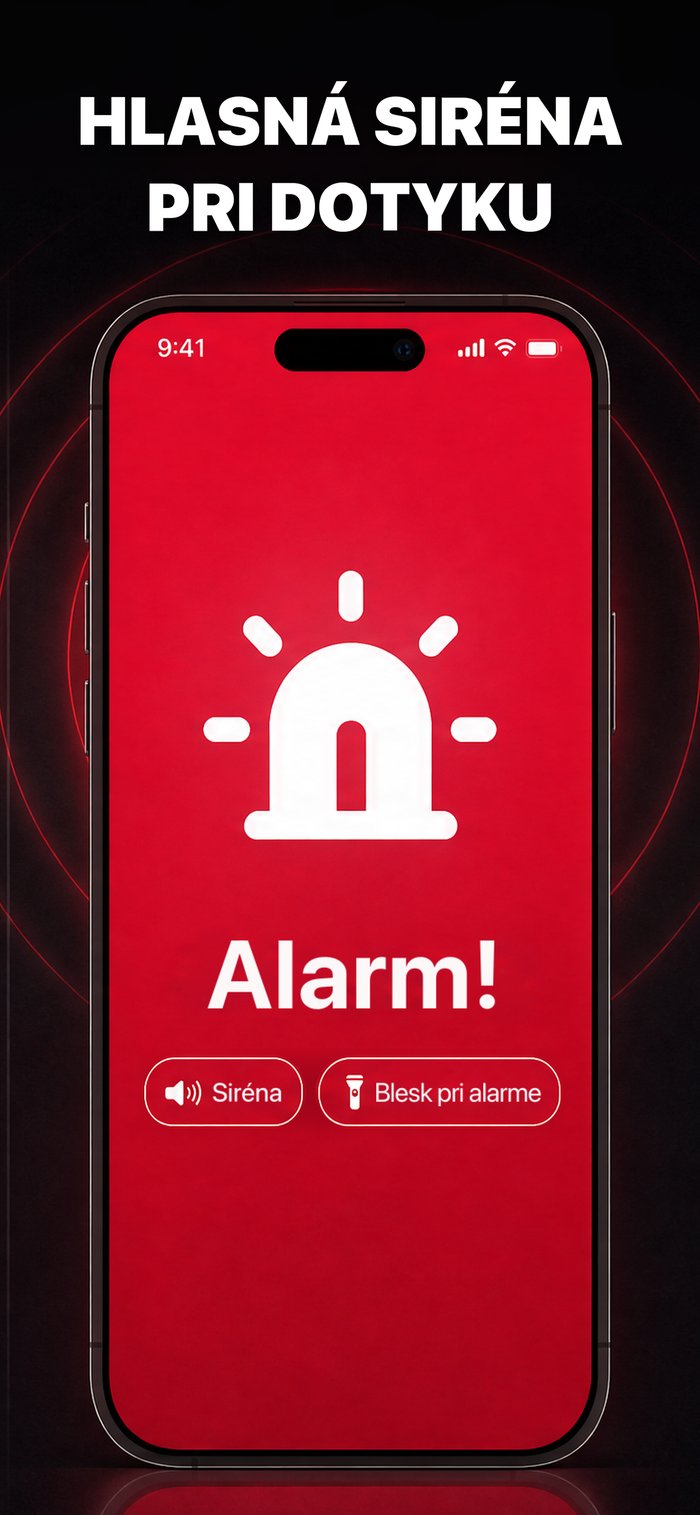 HLASNÁ SIRÉNA
PRI DOTYKU
9:41
Alarm!
Siréna
Blesk pri alarme